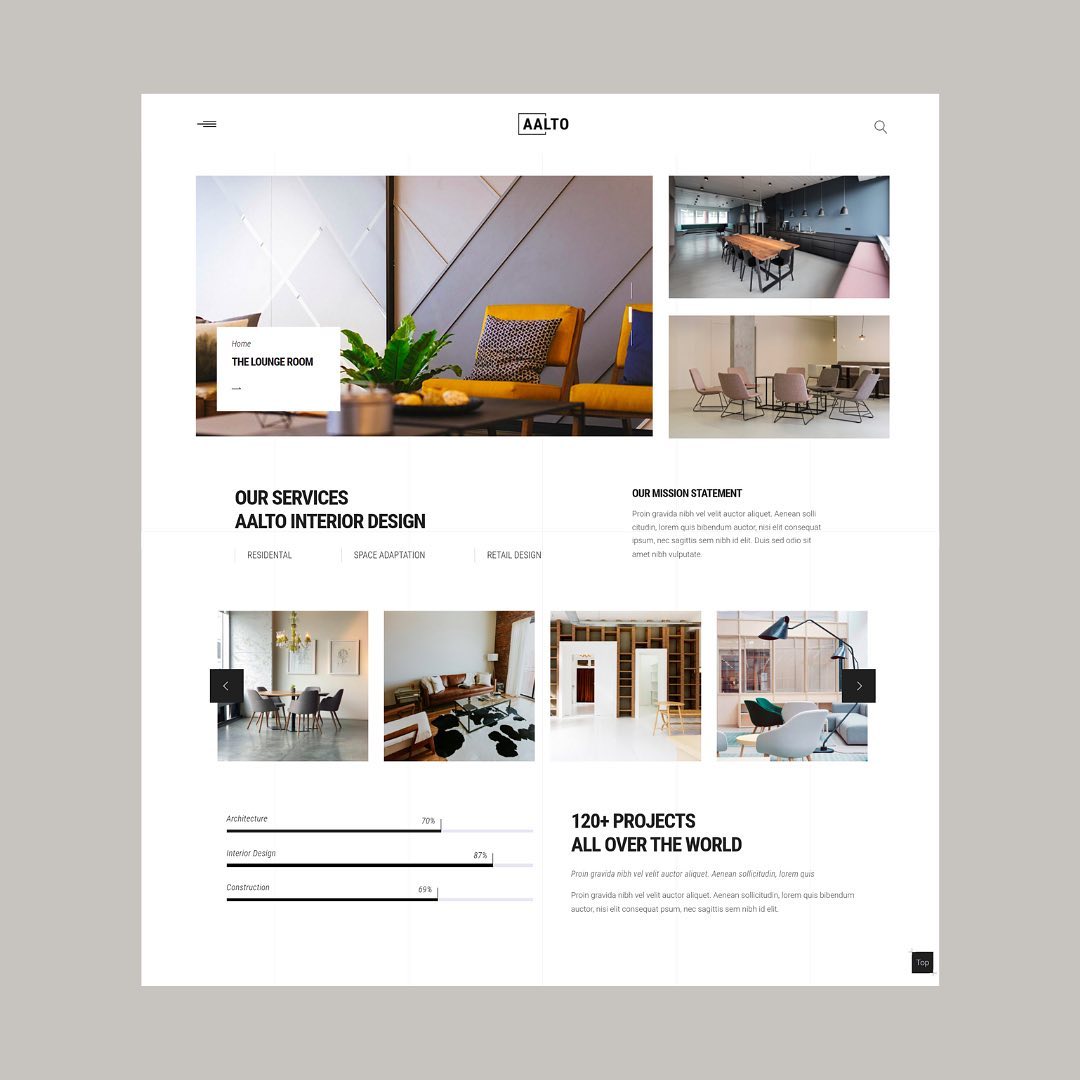 AALTO
Home
THE LOUNGE ROOM
OUR SERVICES
AALTO INTERIOR DESIGN
RESIDENTAL
SPACE ADAPTATION
RETAIL DESIGN
OUR MISSION STATEMENT
Proin gravida nibh vel velit auctor aliquet. Aenean solli
citudin, lorem quis bibendum auctor, nisi elit consequat
ipsum, nec sagittis sem nibh id elit. Duis sed odio sit
amet nibh vulputate.
Architecture
70%
Interior Design
87%
Construction
69%
120+ PROJECTS
ALL OVER THE WORLD
Proin gravida nibh vel velit auctor aliquet. Aenean sollicitudin, lorem quis
Proin gravida nibh vel velit auctor aliquet. Aenean sollicitudin, lorem quis bibendum
auctor, nisi elit consequat psum, nec sagittis sem nibh id elit.
Top